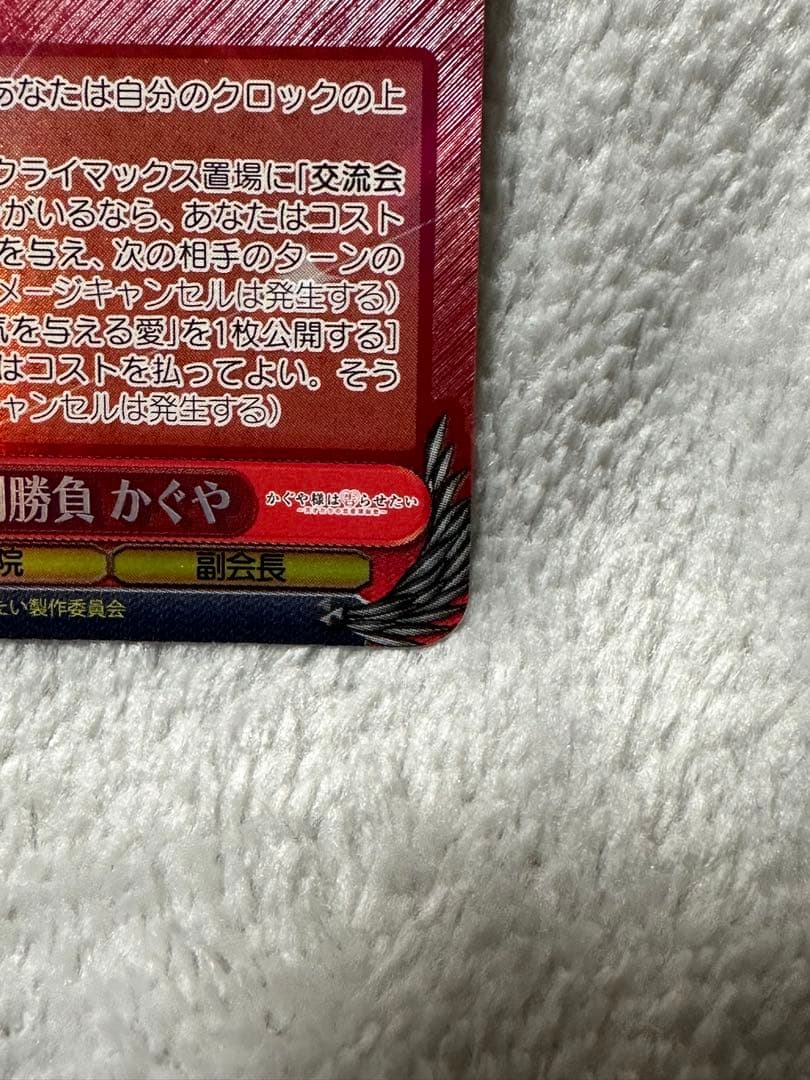 あなたは自分のクロックの上
クライマックス置場に「交流会
がいるなら、あなたはコスト
を与え、次の相手のターンの
メージキャンセルは発生する)
気を与える愛」を1枚公開する]
はコストを払ってよい。そう
キャンセルは発生する)
勝負 かぐや
かぐや様は告らせたい
院 副会長
たい製作委員会